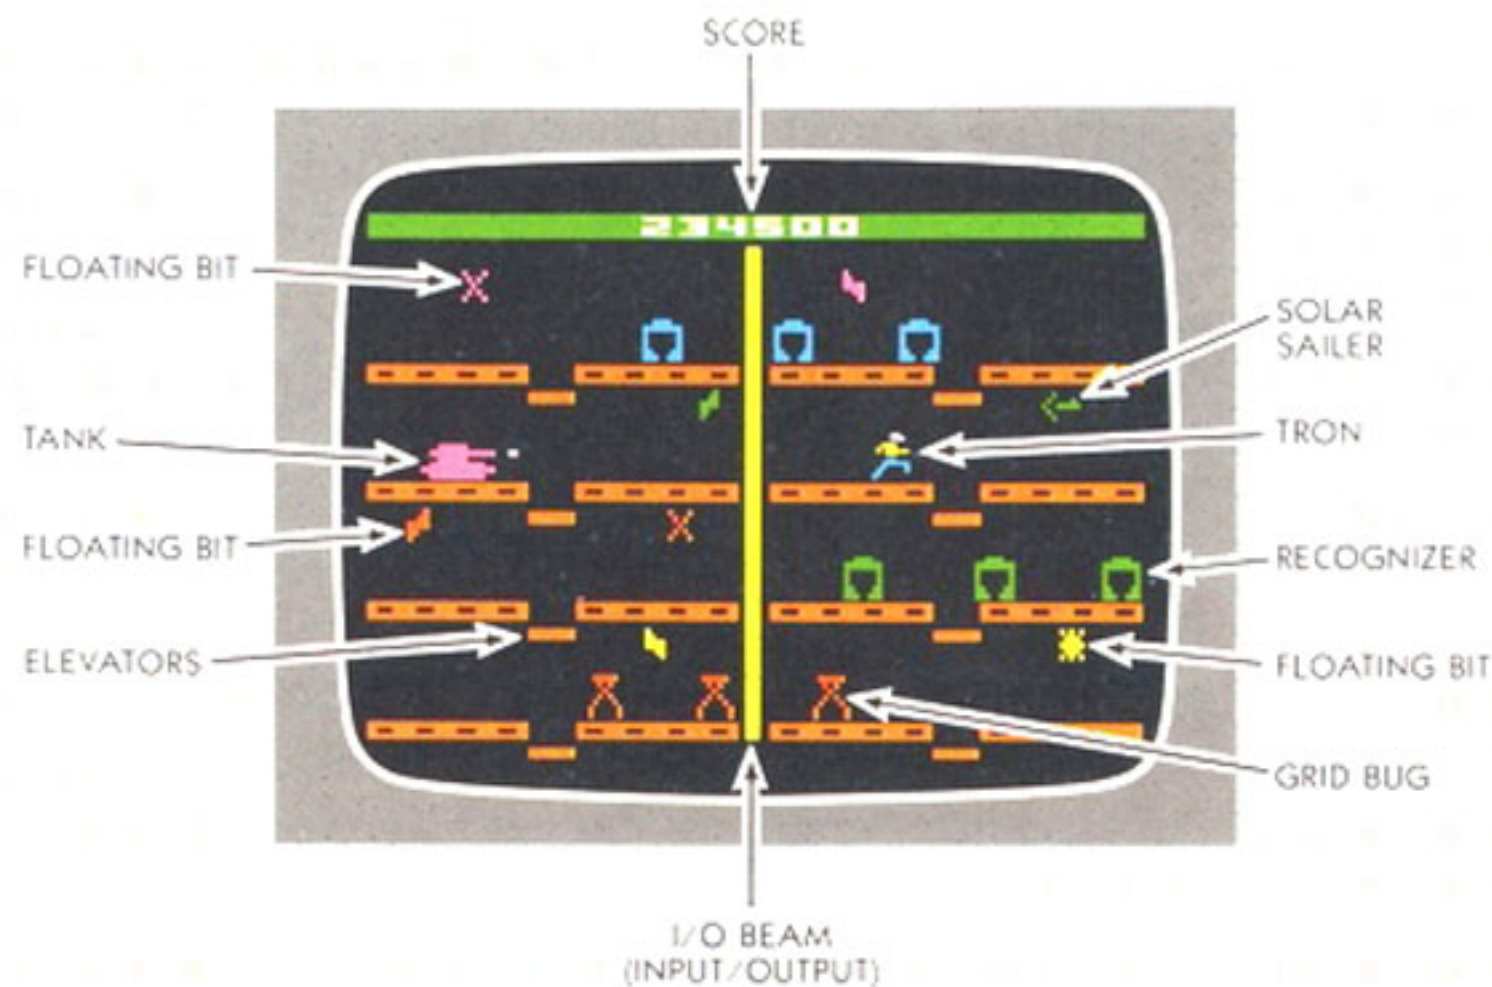 SCORE
234500
FLOATING BIT
SOLAR
SAILER
TANK
TRON
FLOATING BIT
RECOGNIZER
ELEVATORS
FLOATING BIT
GRID BUG
I/O BEAM
(INPUT/OUTPUT)